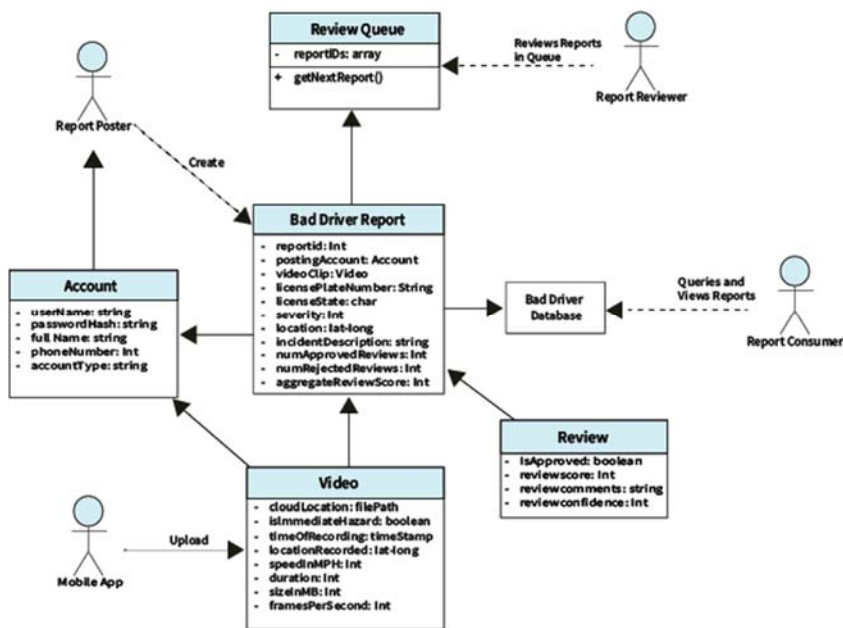 Review Queue
- reportIDs: array
+ getNextReport()
Reviews Reports
in Queue
Report Reviewer
Report Poster
Create
Bad Driver Report
- reportid: Int
- postingAccount: Account
- videoClip: Video
- licensePlateNumber: String
- licenseState: char
- severity: Int
- location: lat-long
- incidentDescription: string
- numApprovedReviews: Int
- numRejectedReviews: Int
- aggregateReviewScore: Int
Account
- userName: string
- passwordHash: string
- full Name: string
- phoneNumber: Int
- accountType: string
Bad Driver
Database
Queries and
Views Reports
Report Consumer
Review
- IsApproved: boolean
- reviewscore: Int
- reviewcomments: string
- reviewconfidence: Int
Video
- cloudLocation: filePath
- isImmediateHazard: boolean
- timeOfRecording: timeStamp
- locationRecorded: lat-long
- speedInMPH: Int
- duration: Int
- sizeInMB: Int
- framesPerSecond: Int
Upload
Mobile App